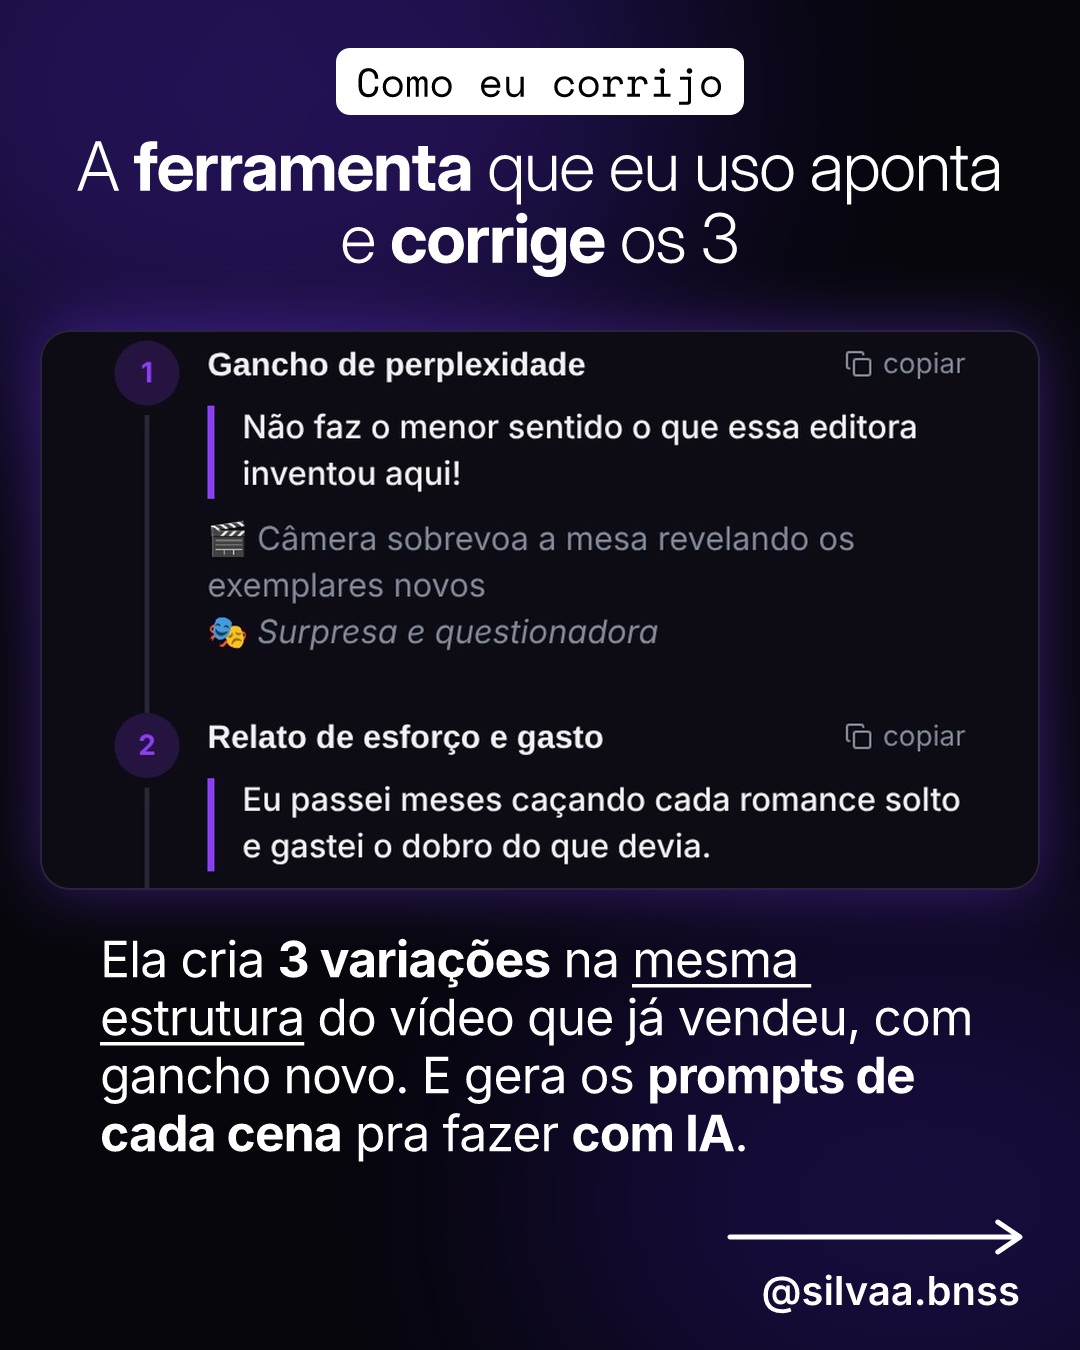 Como eu corrijo
A ferramenta que eu uso aponta
e corrige os 3
1
Gancho de perplexidade
copiar
Não faz o menor sentido o que essa editora
inventou aqui!
🎬 Câmera sobrevoa a mesa revelando os
exemplares novos
🎭 Surpresa e questionadora
2
Relato de esforço e gasto
copiar
Eu passei meses caçando cada romance solto
e gastei o dobro do que devia.
Ela cria 3 variações na mesma
estrutura do vídeo que já vendeu, com
gancho novo. E gera os prompts de
cada cena pra fazer com IA.
@silvaa.bnss